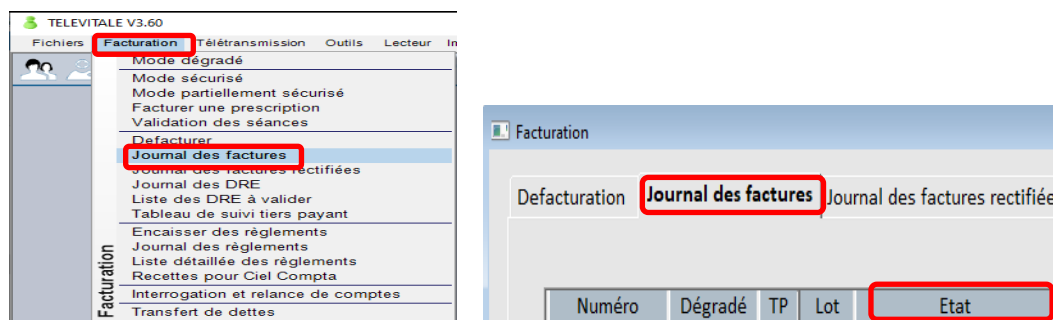 TELEVITALE V3.60
Fichiers Facturation Télétransmission Outils Lecteur
Mode dégradé
Mode sécurisé
Mode partiellement sécurisé
Facturer une prescription
Validation des séances
Defacturer
Journal des factures
Journal des factures rectifiées
Journal des DRE
Liste des DRE à valider
Tableau de suivi tiers payant
Encaisser des règlements
Journal des règlements
Liste détaillée des règlements
Recettes pour Ciel Compta
Interrogation et relance de comptes
Transfert de dettes
Facturation
Facturation
Defacturation Journal des factures Journal des factures rectifiée
Numéro Dégradé TP Lot Etat